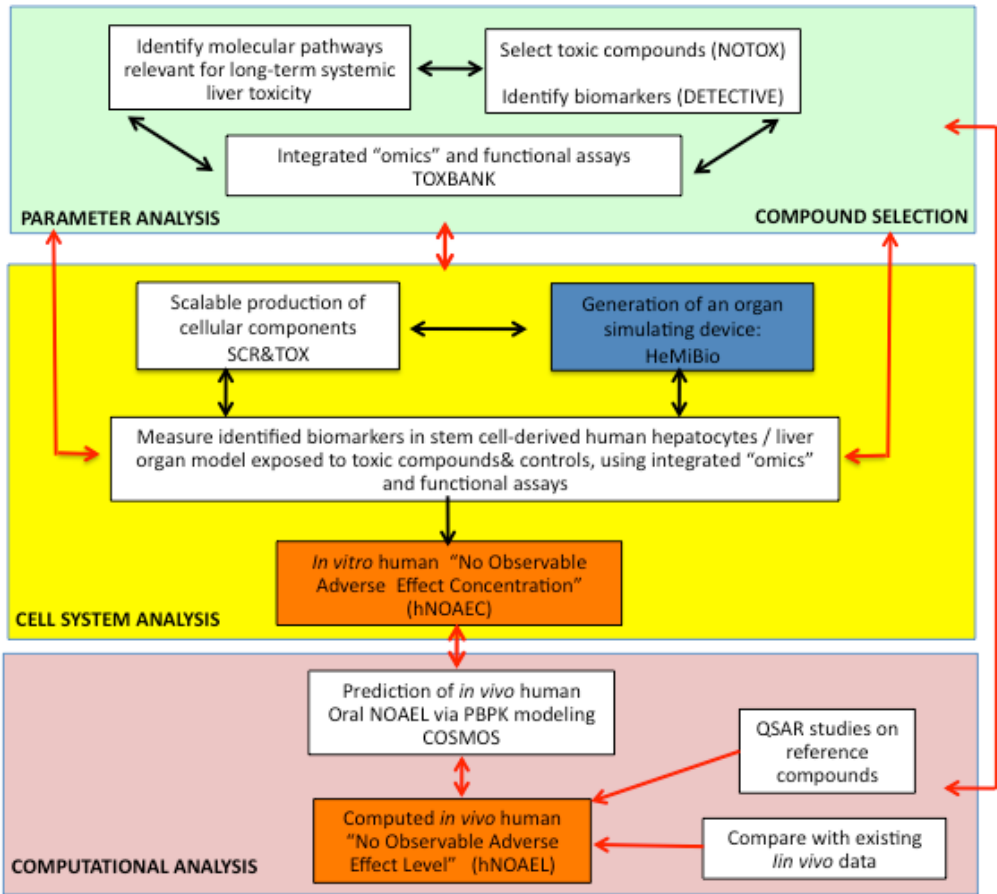 Identify molecular pathways
relevant for long-term systemic
liver toxicity
Select toxic compounds (NOTOX)
Identify biomarkers (DETECTIVE)
Integrated “omics” and functional assays
TOXBANK
PARAMETER ANALYSIS
COMPOUND SELECTION
Scalable production of
cellular components
SCR&TOX
Generation of an organ
simulating device:
HeMiBio
Measure identified biomarkers in stem cell-derived human hepatocytes / liver
organ model exposed to toxic compounds& controls, using integrated “omics”
and functional assays
In vitro human “No Observable
Adverse Effect Concentration”
(hNOAEC)
CELL SYSTEM ANALYSIS
Prediction of in vivo human
Oral NOAEL via PBPK modeling
COSMOS
QSAR studies on
reference
compounds
Computed in vivo human
“No Observable Adverse
Effect Level” (hNOAEL)
Compare with existing
Iin vivo data
COMPUTATIONAL ANALYSIS